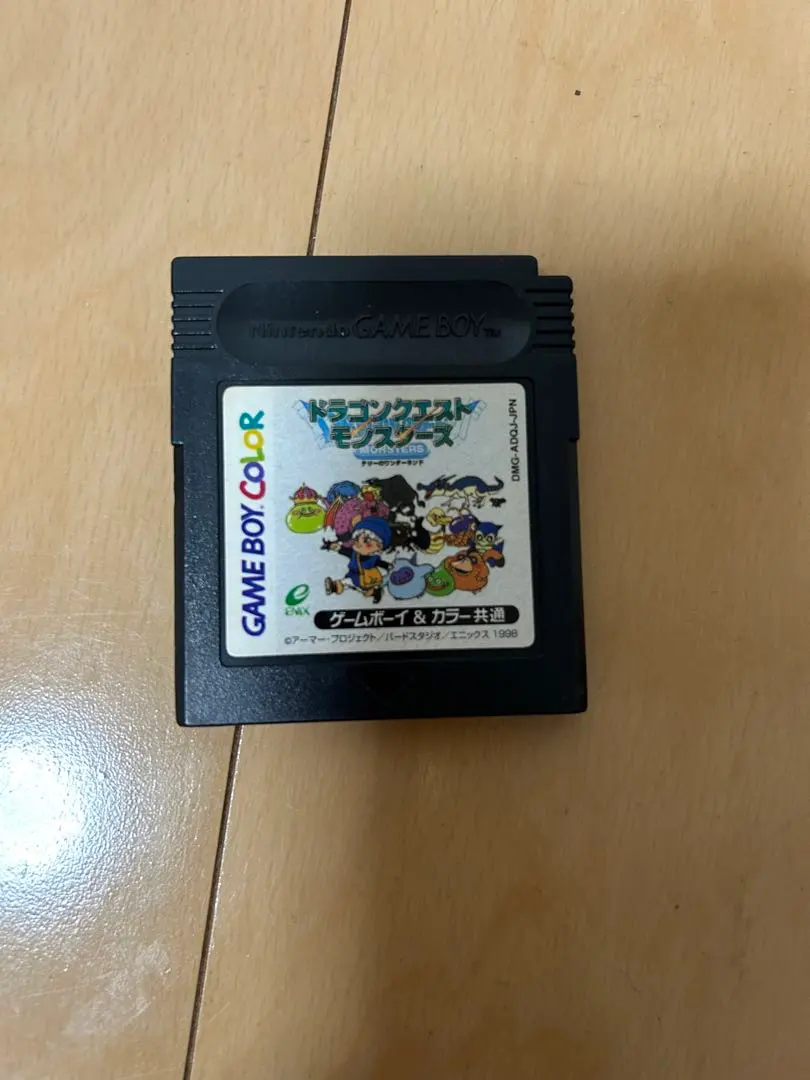 Nintendo GAME BOY™
GAME BOY COLOR
ドラゴンクエスト
モンスターズ
MONSTERS
テリーのワンダーランド
DMG-ADQJ-JPN
ENIX
ゲームボーイ & カラー共通
©アーマー・プロジェクト/バードスタジオ/エニックス 1998